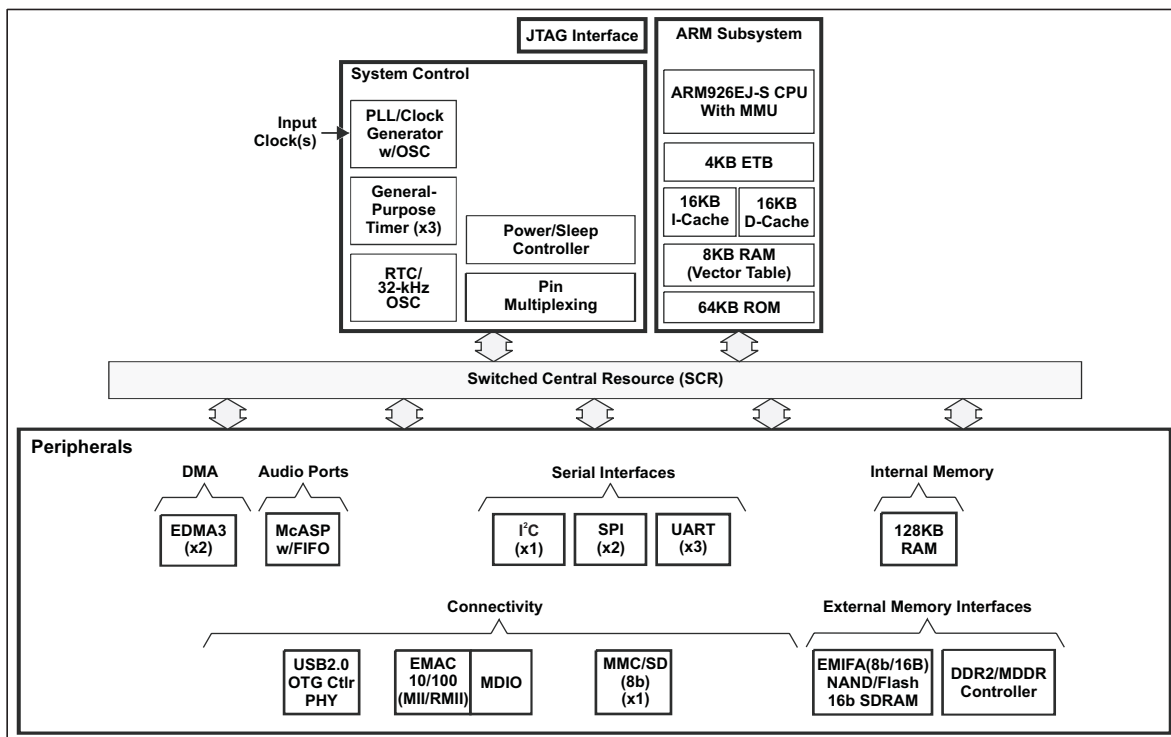 JTAG Interface
System Control
Input
Clock(s)
PLL/Clock
Generator
w/OSC
General-
Purpose
Timer (x3)
RTC/
32-kHz
OSC
Power/Sleep
Controller
Pin
Multiplexing
ARM Subsystem
ARM926EJ-S CPU
With MMU
4KB ETB
16KB
I-Cache
16KB
D-Cache
8KB RAM
(Vector Table)
64KB ROM
Switched Central Resource (SCR)
Peripherals
DMA
EDMA3
(x2)
Audio Ports
McASP
w/FIFO
Serial Interfaces
I²C
(x1)
SPI
(x2)
UART
(x3)
Internal Memory
128KB
RAM
Connectivity
USB2.0
OTG Ctlr
PHY
EMAC
10/100
(MII/RMII)
MDIO
MMC/SD
(8b)
(x1)
External Memory Interfaces
EMIFA(8b/16B)
NAND/Flash
16b SDRAM
DDR2/MDDR
Controller